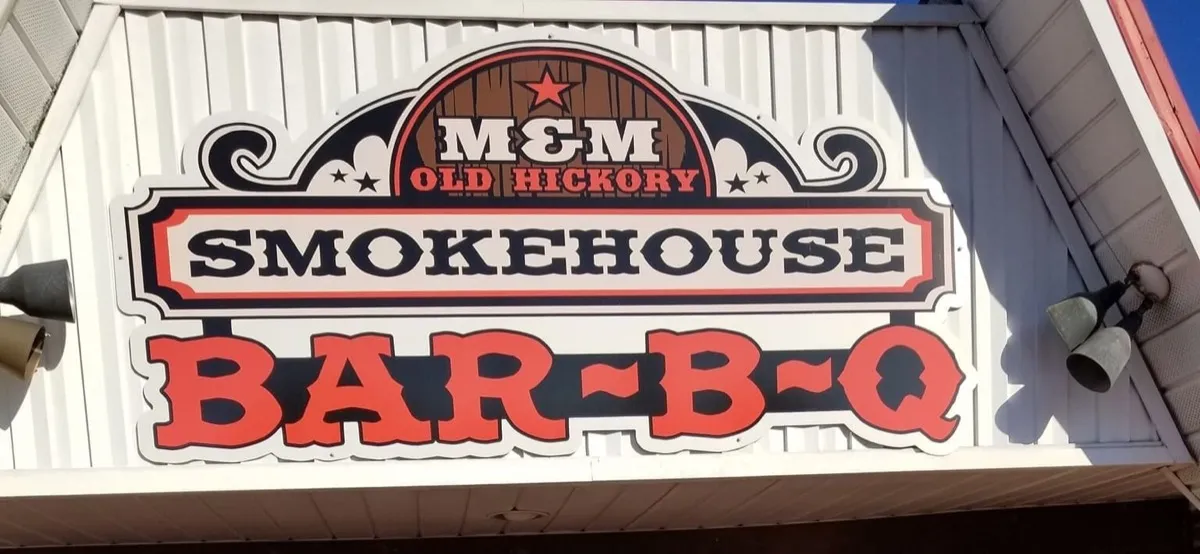 M&M
OLD HICKORY
SMOKEHOUSE
BAR-B-Q